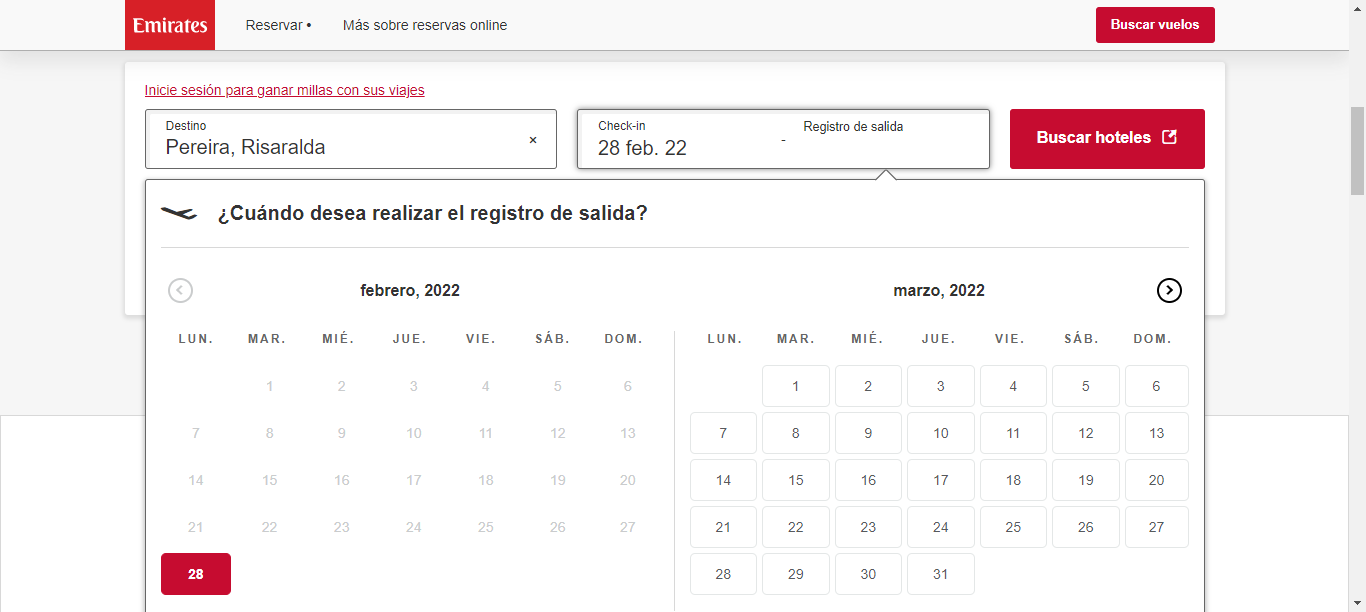 Emirates Reservar • Más sobre reservas online Buscar vuelos
Inicie sesión para ganar millas con sus viajes
Destino
Pereira, Risaralda ×
Check-in
28 feb. 22
-
Registro de salida
Buscar hoteles
¿Cuándo desea realizar el registro de salida?
febrero, 2022
LUN. MAR. MIÉ. JUE. VIE. SÁB. DOM.
1 2 3 4 5 6
7 8 9 10 11 12 13
14 15 16 17 18 19 20
21 22 23 24 25 26 27
28
marzo, 2022
LUN. MAR. MIÉ. JUE. VIE. SÁB. DOM.
1 2 3 4 5 6
7 8 9 10 11 12 13
14 15 16 17 18 19 20
21 22 23 24 25 26 27
28 29 30 31